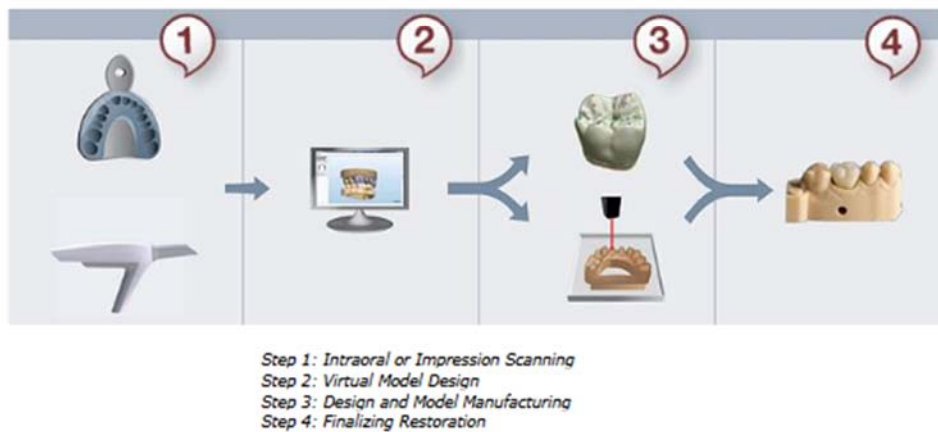 1
2
3
4
Step 1: Intraoral or Impression Scanning
Step 2: Virtual Model Design
Step 3: Design and Model Manufacturing
Step 4: Finalizing Restoration